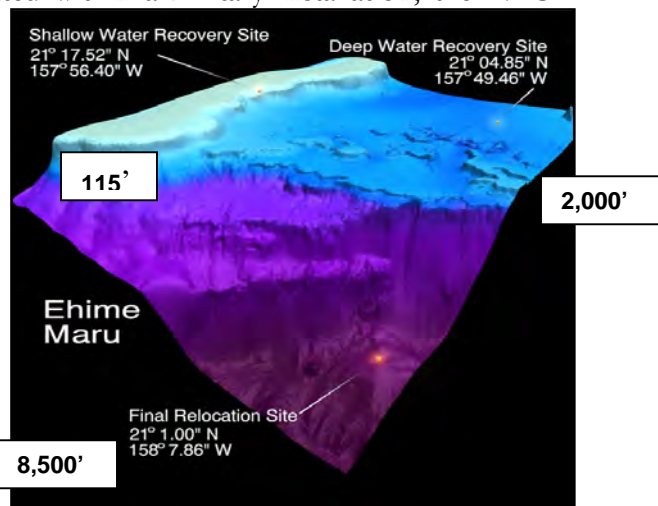 Shallow Water Recovery Site
21° 17.52" N
157° 56.40" W
Deep Water Recovery Site
21° 04.85" N
157° 49.46" W
115’
2,000’
Ehime
Maru
Final Relocation Site
21° 1.00" N
158° 7.86" W
8,500’